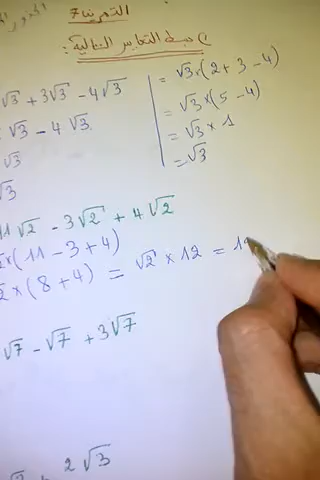 التمرين 7
1) بسط التعابير التالية:
√3 + 3√3 - 4√3
√3 - 4√3
√3
√3
= √3 × (2 + 3 - 4)
= √3 × (5 - 4)
= √3 × 1
= √3
11√2 - 3√2 + 4√2
× (11 - 3 + 4)
× (8 + 4) = √2 × 12 = 12
√7 - √7 + 3√7
2√3